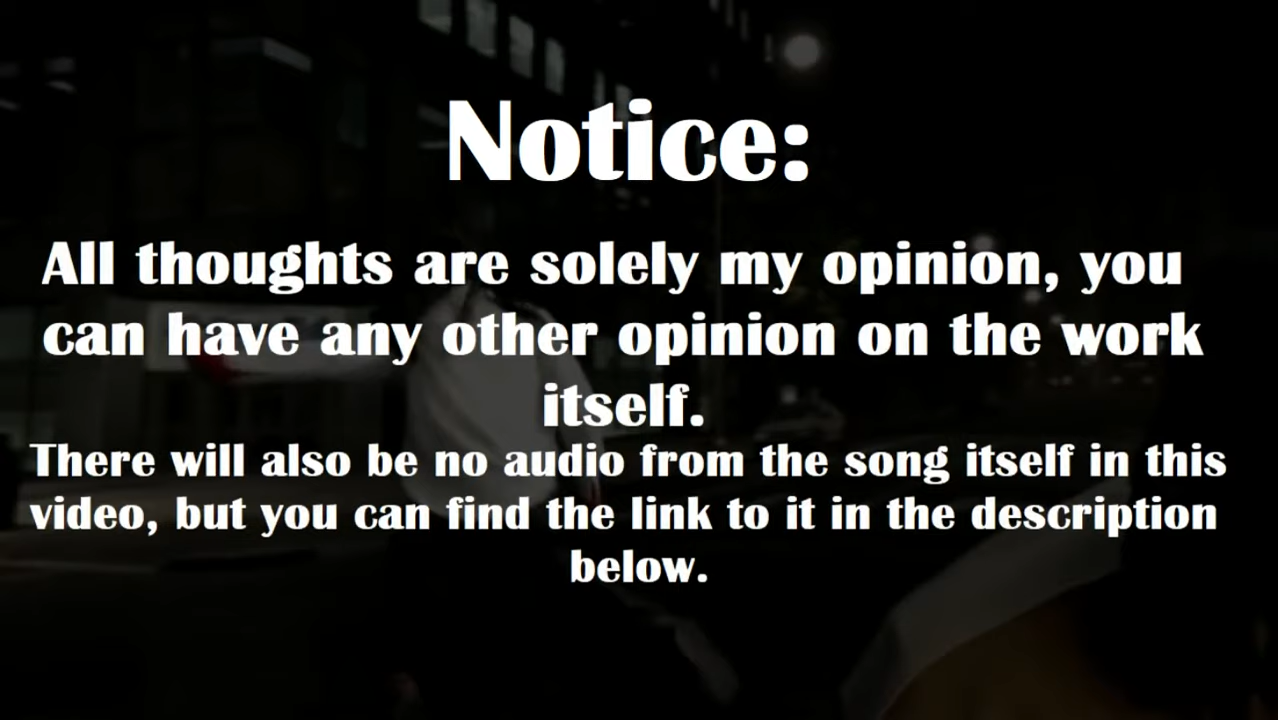 Notice:
All thoughts are solely my opinion, you
can have any other opinion on the work
itself.
There will also be no audio from the song itself in this
video, but you can find the link to it in the description
below.